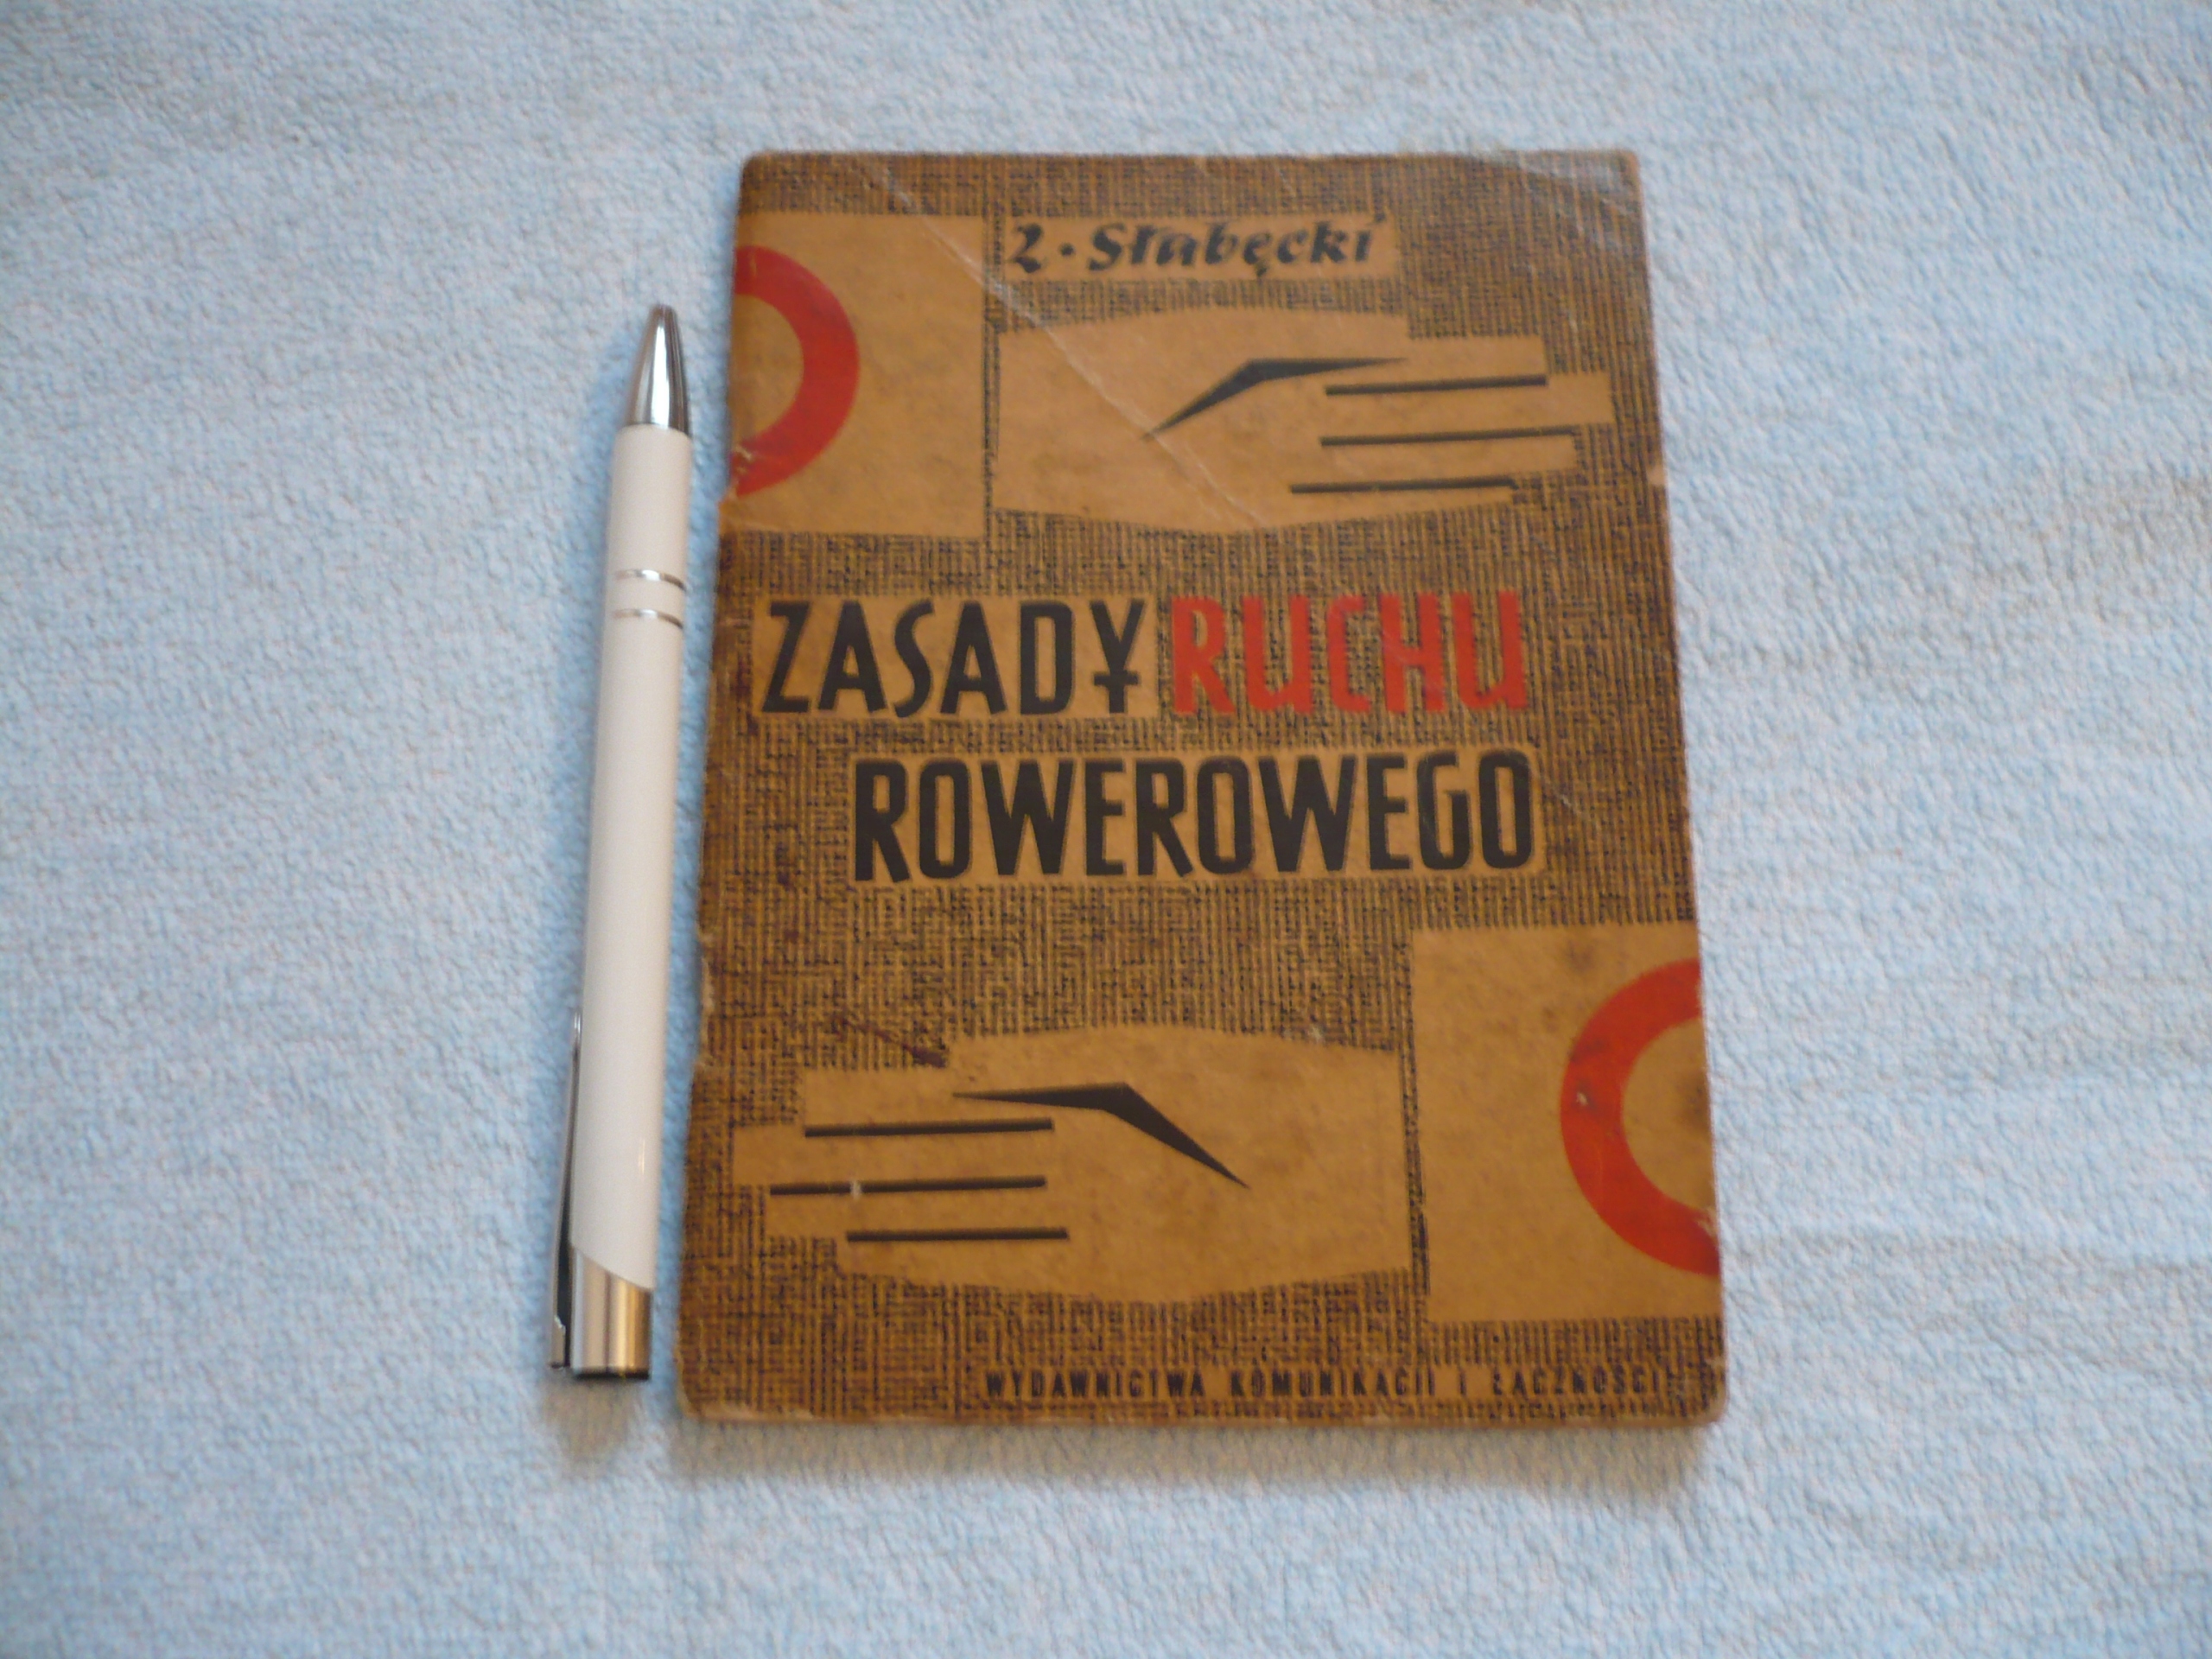 Z. Słabęcki
ZASADY RUCHU
ROWEROWEGO
WYDAWNICTWA KOMUNIKACJI I ŁĄCZNOŚCI